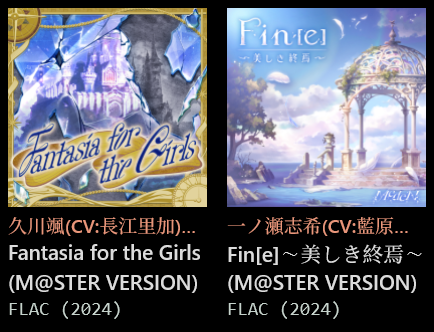 Fantasia for
the Girls
久川颯(CV:長江里加)...
Fantasia for the Girls
(M@STER VERSION)
FLAC (2024)
Fin[e]
～美しき終焉～
一ノ瀬志希(CV:藍原...
Fin[e]～美しき終焉～
(M@STER VERSION)
FLAC (2024)